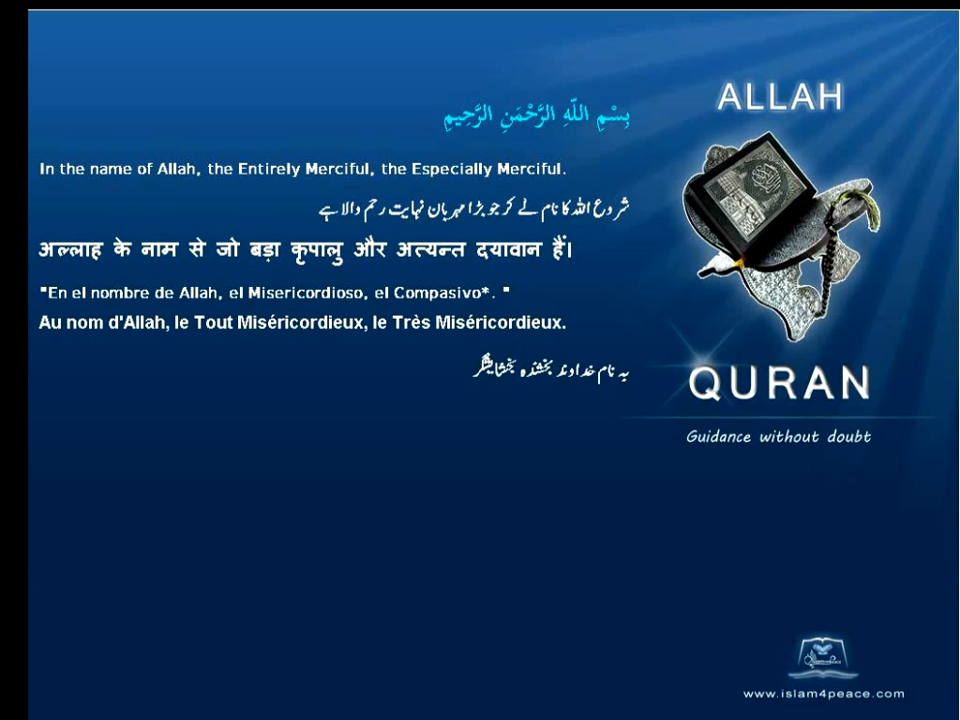 بِسْمِ اللّهِ الرَّحْمَنِ الرَّحِيمِ
In the name of Allah, the Entirely Merciful, the Especially Merciful.
شروع الله کا نام لے کر جو بڑا مہربان نہایت رحم والا ہے
अल्लाह के नाम से जो बड़ा कृपालु और अत्यन्त दयावान हैं।
"En el nombre de Allah, el Misericordioso, el Compasivo*. "
Au nom d'Allah, le Tout Miséricordieux, le Très Miséricordieux.
به نام خداوند بخشنده بخشایشگر
ALLAH
QURAN
Guidance without doubt
www.islam4peace.com